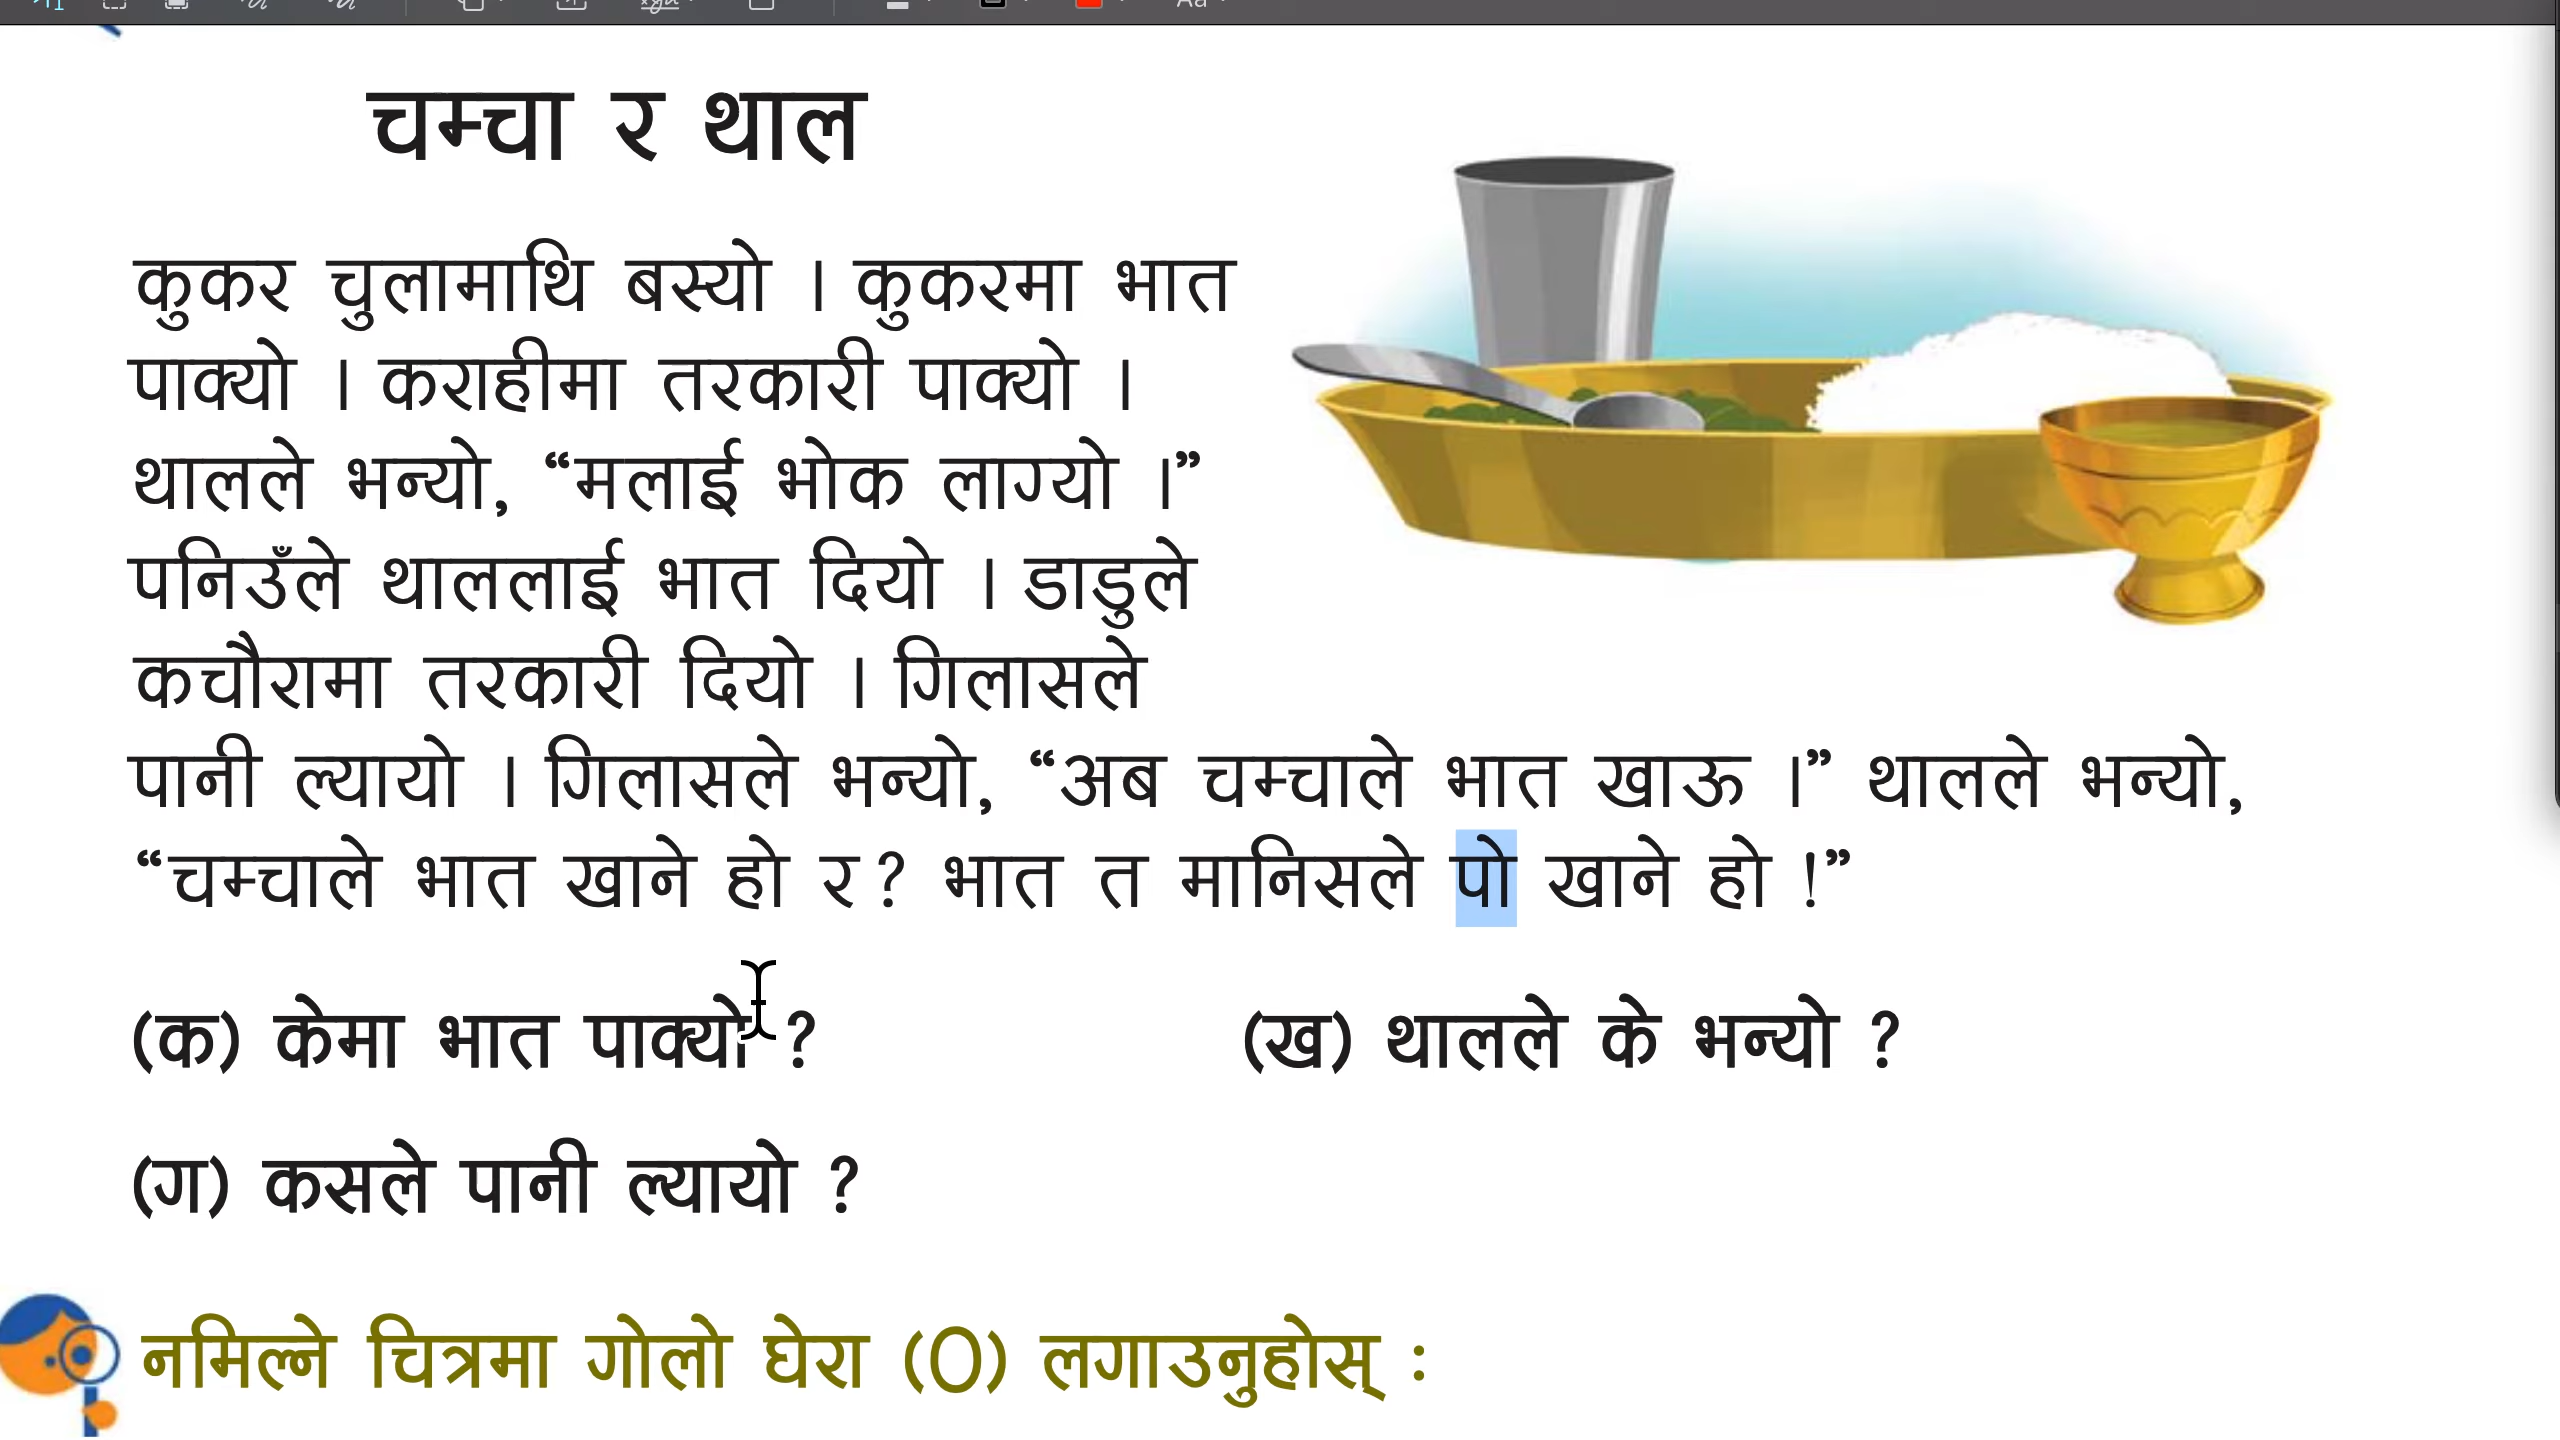 चम्चा र थाल
कुकर चुलामाथि बस्यो । कुकरमा भात
पाक्यो । कराहीमा तरकारी पाक्यो ।
थालले भन्यो, “मलाई भोक लाग्यो ।”
पनिउँले थाललाई भात दियो । डाडुले
कचौरामा तरकारी दियो । गिलासले
पानी ल्यायो । गिलासले भन्यो, “अब चम्चाले भात खाऊ ।” थालले भन्यो,
“चम्चाले भात खाने हो र? भात त मानिसले पो खाने हो !”
(क) केमा भात पाक्यो ?
(ख) थालले के भन्यो ?
(ग) कसले पानी ल्यायो ?
नमिल्ने चित्रमा गोलो घेरा (O) लगाउनुहोस् :